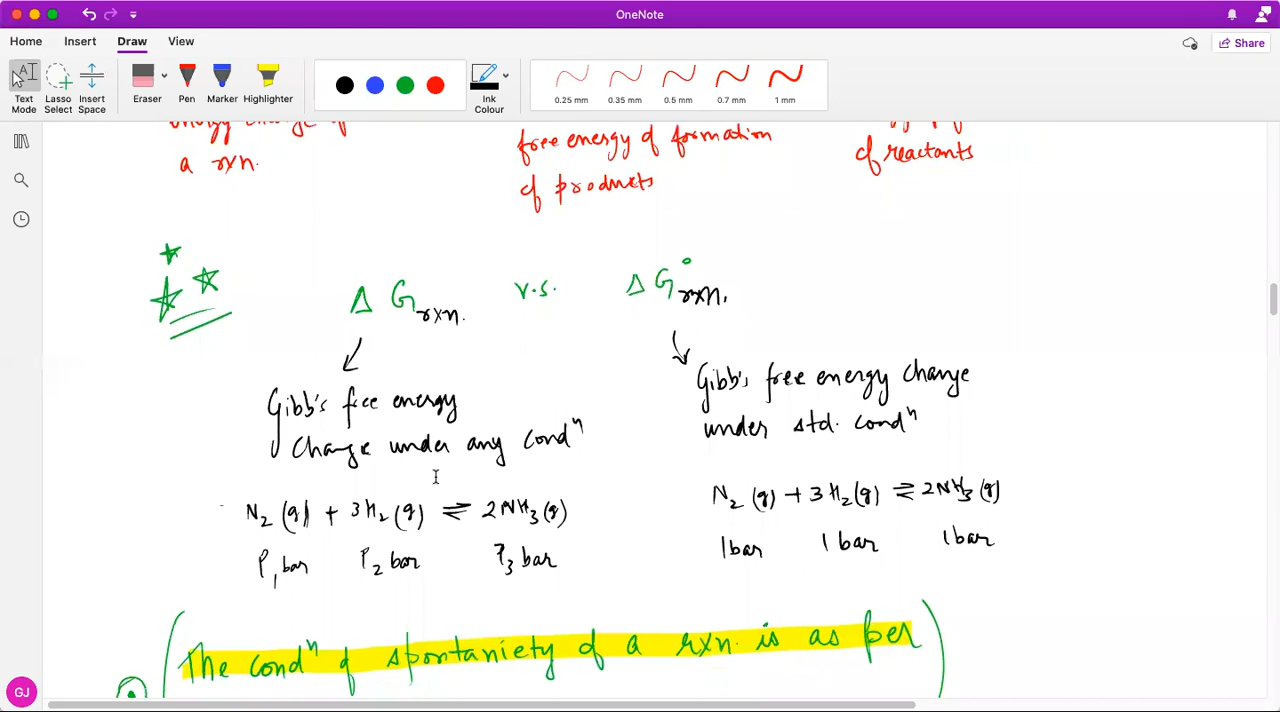 OneNote
Home Insert Draw View
Share
Text Mode
Lasso Select
Insert Space
Eraser
Pen
Marker
Highlighter
Ink Colour
0.25 mm 0.35 mm 0.5 mm 0.7 mm 1 mm
energy change of
a rxn.
free energy of formation
of products
of reactants
Δ G rxn. v.s. Δ G° rxn.
Gibb's free energy
change under any condⁿ
N₂ (g) + 3H₂ (g) ⇌ 2NH₃ (g)
P₁ bar P₂ bar P₃ bar
Gibb's free energy change
under std. condⁿ
N₂ (g) + 3H₂ (g) ⇌ 2NH₃ (g)
1 bar 1 bar 1 bar
The condⁿ of spontaniety of a rxn. is as per
GJ